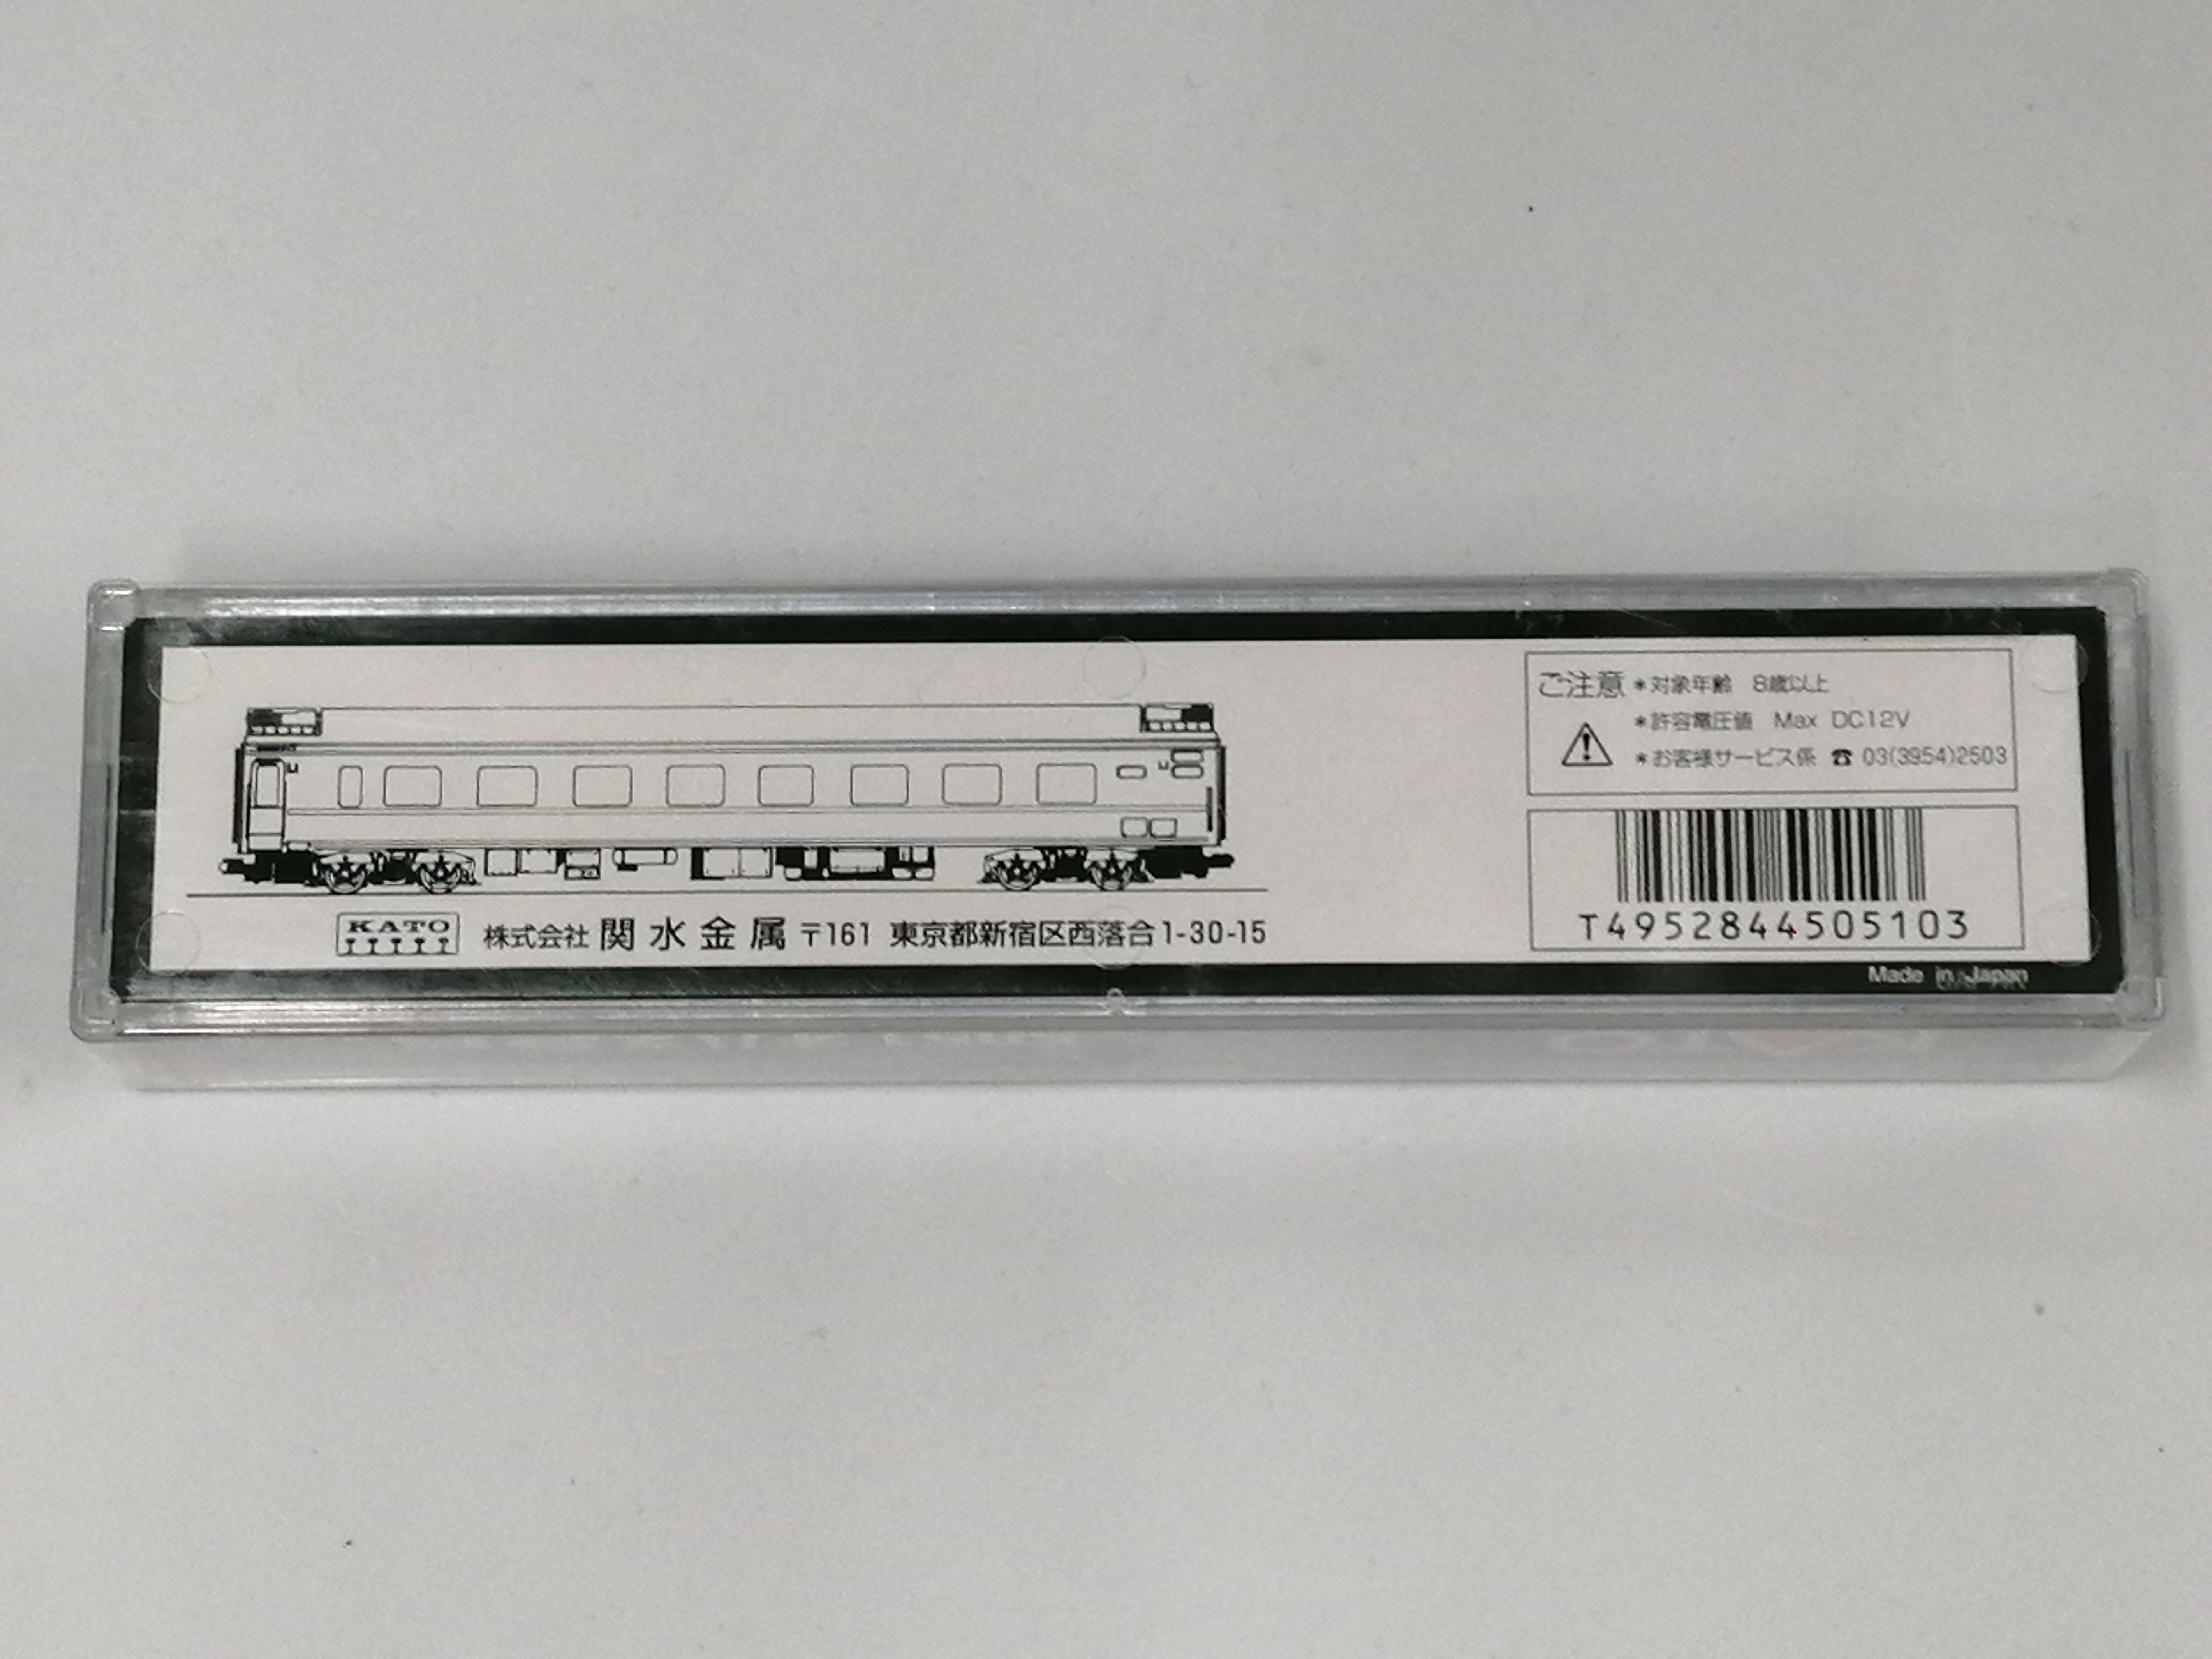 ご注意 *対象年齢 8歳以上
*許容電圧値 Max DC12V
*お客様サービス係 ☎ 03(3954)2503
KATO 株式会社 関水金属 〒161 東京都新宿区西落合1-30-15
T4952844505103
Made in Japan